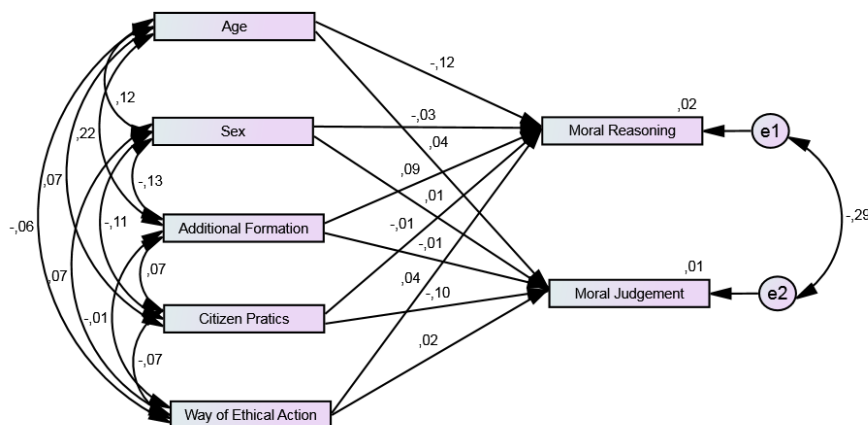 Age
-,12
,02
,12
Sex
-,03
Moral Reasoning
e1
,04
,22
,09
-,13
,07
,01
-,11
Additional Formation
-,01
-,01
-,29
-,06
,07
,07
,04
,01
Moral Judgement
e2
-,10
Citizen Pratics
-,01
,02
-,07
Way of Ethical Action